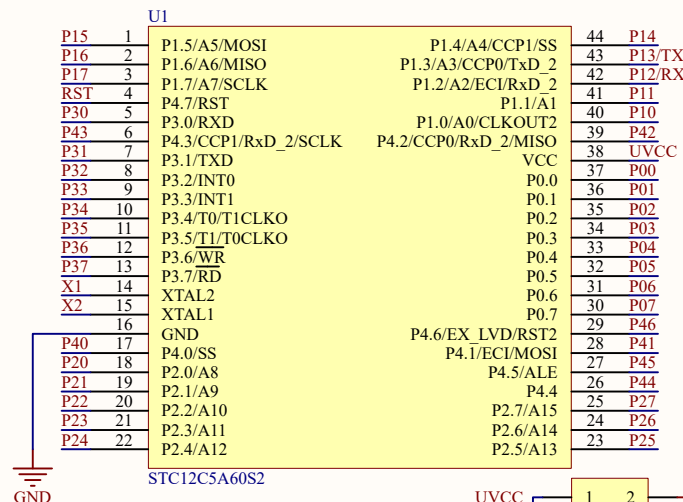 U1
P15 1 P1.5/A5/MOSI P1.4/A4/CCP1/SS 44 P14
P16 2 P1.6/A6/MISO P1.3/A3/CCP0/TxD_2 43 P13/TX
P17 3 P1.7/A7/SCLK P1.2/A2/ECI/RxD_2 42 P12/RX
RST 4 P4.7/RST P1.1/A1 41 P11
P30 5 P3.0/RXD P1.0/A0/CLKOUT2 40 P10
P43 6 P4.3/CCP1/RxD_2/SCLK P4.2/CCP0/RxD_2/MISO 39 P42
P31 7 P3.1/TXD VCC 38 UVCC
P32 8 P3.2/INT0 P0.0 37 P00
P33 9 P3.3/INT1 P0.1 36 P01
P34 10 P3.4/T0/T1CLKO P0.2 35 P02
P35 11 P3.5/T1/T0CLKO P0.3 34 P03
P36 12 P3.6/WR P0.4 33 P04
P37 13 P3.7/RD P0.5 32 P05
X1 14 XTAL2 P0.6 31 P06
X2 15 XTAL1 P0.7 30 P07
16 GND P4.6/EX_LVD/RST2 29 P46
P40 17 P4.0/SS P4.1/ECI/MOSI 28 P41
P20 18 P2.0/A8 P4.5/ALE 27 P45
P21 19 P2.1/A9 P4.4 26 P44
P22 20 P2.2/A10 P2.7/A15 25 P27
P23 21 P2.3/A11 P2.6/A14 24 P26
P24 22 P2.4/A12 P2.5/A13 23 P25
STC12C5A60S2
GND UVCC 1 2